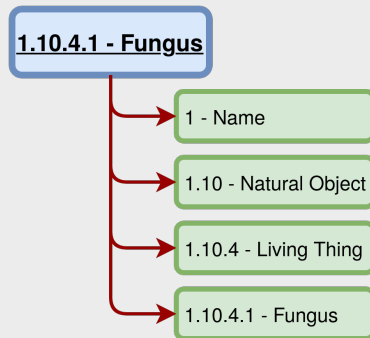 1.10.4.1 - Fungus
1 - Name
1.10 - Natural Object
1.10.4 - Living Thing
1.10.4.1 - Fungus